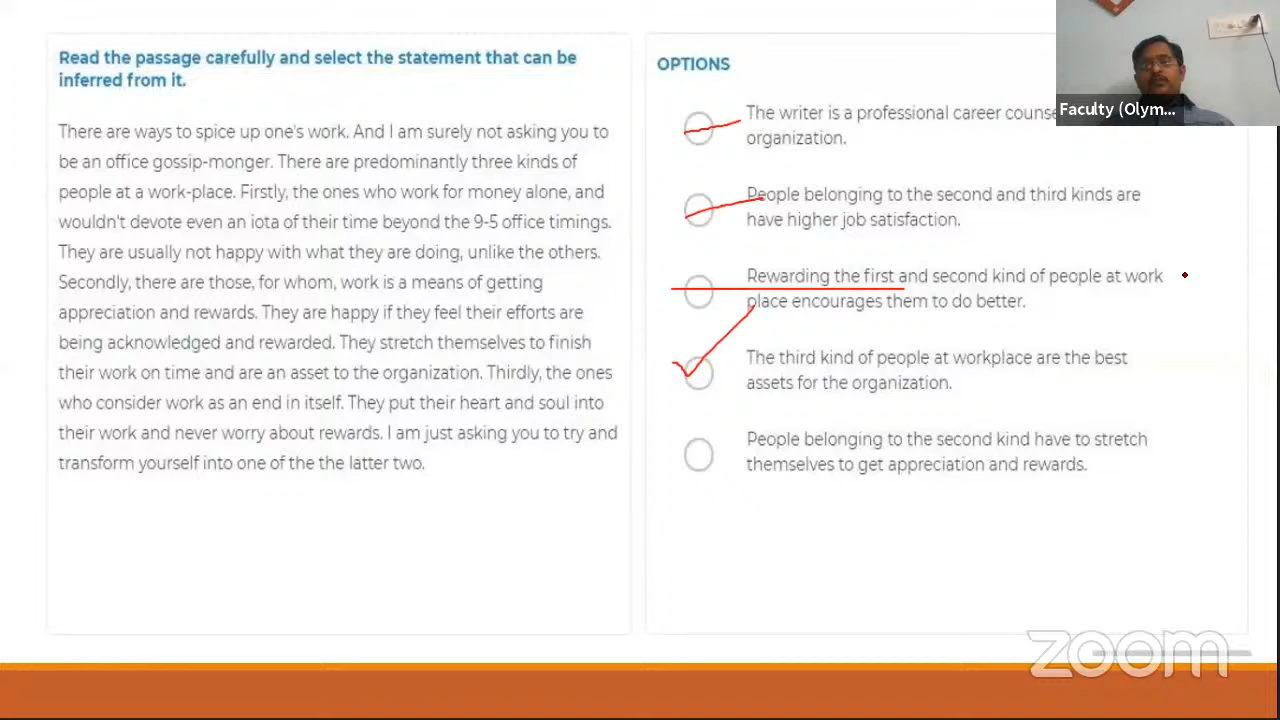 Read the passage carefully and select the statement that can be
inferred from it.
There are ways to spice up one's work. And I am surely not asking you to
be an office gossip-monger. There are predominantly three kinds of
people at a work-place. Firstly, the ones who work for money alone, and
wouldn't devote even an iota of their time beyond the 9-5 office timings.
They are usually not happy with what they are doing, unlike the others.
Secondly, there are those, for whom, work is a means of getting
appreciation and rewards. They are happy if they feel their efforts are
being acknowledged and rewarded. They stretch themselves to finish
their work on time and are an asset to the organization. Thirdly, the ones
who consider work as an end in itself. They put their heart and soul into
their work and never worry about rewards. I am just asking you to try and
transform yourself into one of the the latter two.
OPTIONS
The writer is a professional career
organization.
People belonging to the second and third kinds are
have higher job satisfaction.
Rewarding the first and second kind of people at work
place encourages them to do better.
The third kind of people at workplace are the best
assets for the organization.
People belonging to the second kind have to stretch
themselves to get appreciation and rewards.
Faculty (Olym...
zoom